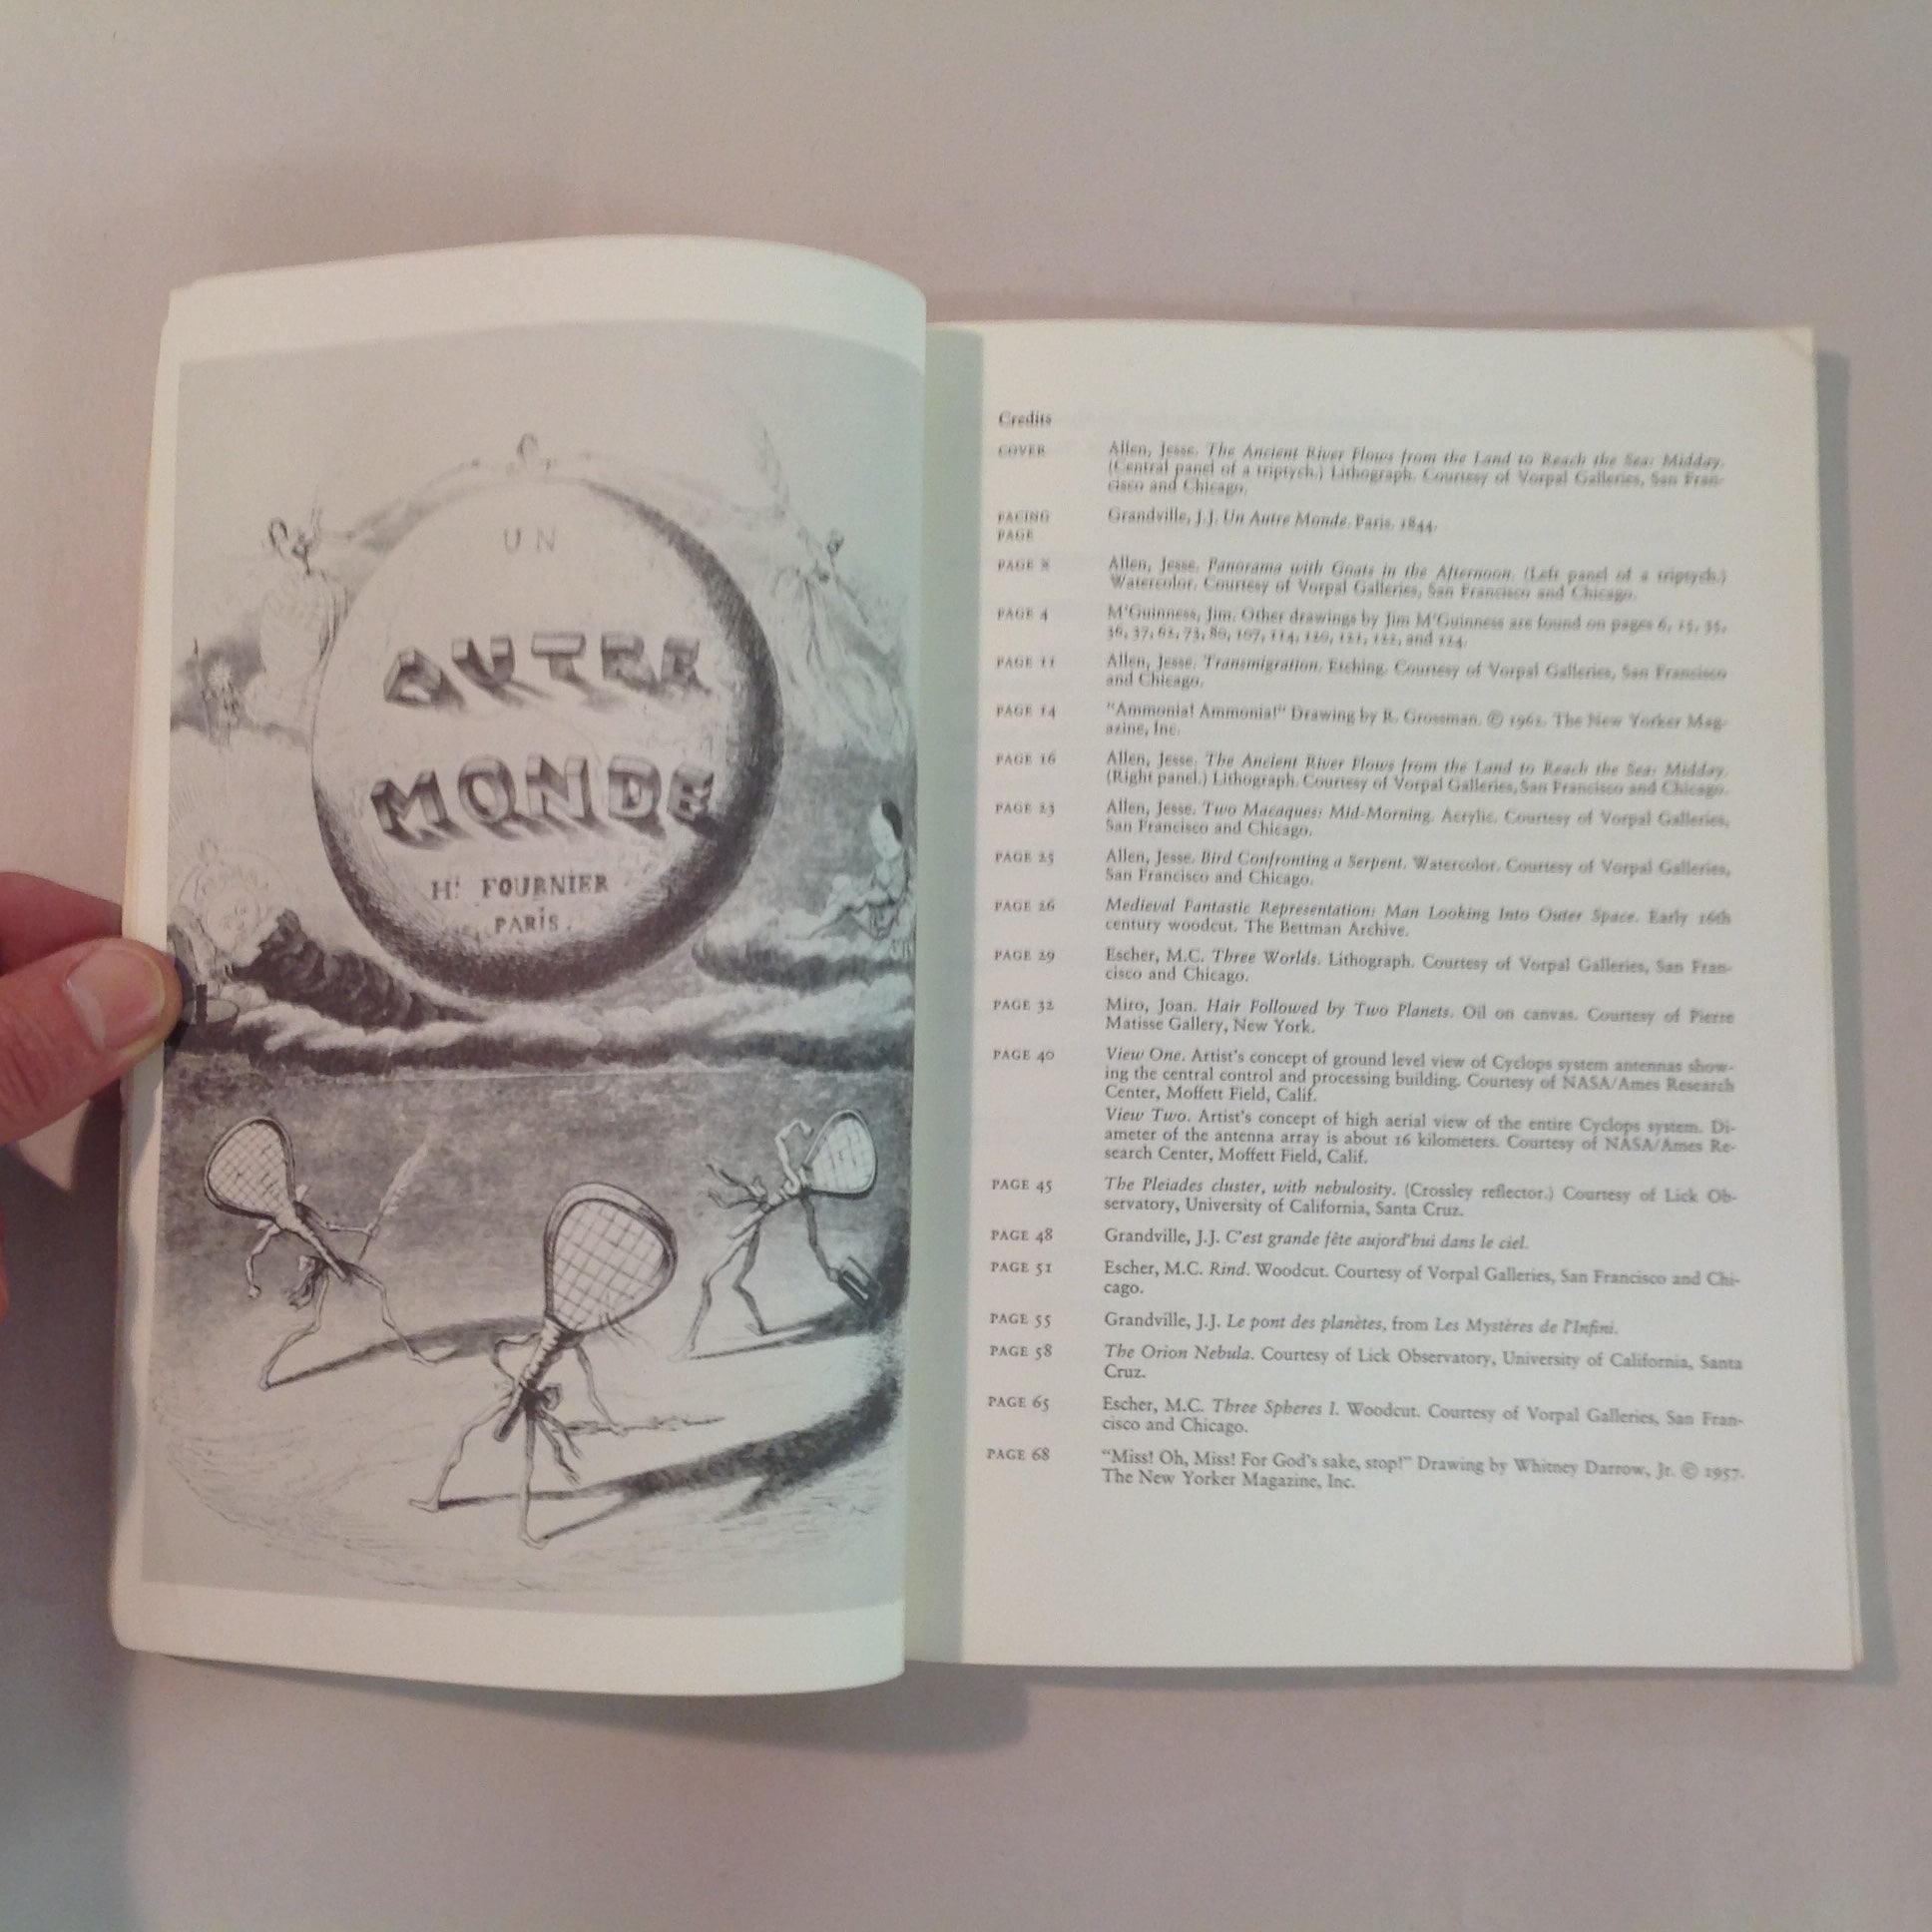 UN
AUTRE
MONDE
Hi FOURNIER
PARIS.
Credits
COVER
Allen, Jesse. The Ancient River Flows from the Land to Reach the Sea: Midday.
(Central panel of a triptych.) Lithograph. Courtesy of Vorpal Galleries, San Fran-
cisco and Chicago.
FACING
PAGE
Grandville, J.J. Un Autre Monde. Paris. 1844.
PAGE
Allen, Jesse. Panorama with Goats in the Afternoon. (Left panel of a triptych.)
Watercolor. Courtesy of Vorpal Galleries, San Francisco and Chicago.
PAGE 4
M'Guinness, Jim. Other drawings by Jim M'Guinness are found on pages 6, 15, 35,
36, 37, 62, 73, 80, 107, 114, 120, 121, 122, and 124.
PAGE 11
Allen, Jesse. Transmigration. Etching. Courtesy of Vorpal Galleries, San Francisco
and Chicago.
PAGE 14
"Ammonia! Ammonia!" Drawing by R. Grossman. © 1962. The New Yorker Mag-
azine, Inc.
PAGE 16
Allen, Jesse. The Ancient River Flows from the Land to Reach the Sea: Midday.
(Right panel.) Lithograph. Courtesy of Vorpal Galleries, San Francisco and Chicago.
PAGE 23
Allen, Jesse. Two Macaques: Mid-Morning. Acrylic. Courtesy of Vorpal Galleries,
San Francisco and Chicago.
PAGE 25
Allen, Jesse. Bird Confronting a Serpent. Watercolor. Courtesy of Vorpal Galleries,
San Francisco and Chicago.
PAGE 26
Medieval Fantastic Representation: Man Looking Into Outer Space. Early 16th
century woodcut. The Bettman Archive.
PAGE 29
Escher, M.C. Three Worlds. Lithograph. Courtesy of Vorpal Galleries, San Fran-
cisco and Chicago.
PAGE 32
Miro, Joan. Hair Followed by Two Planets. Oil on canvas. Courtesy of Pierre
Matisse Gallery, New York.
PAGE 40
View One. Artist's concept of ground level view of Cyclops system antennas show-
ing the central control and processing building. Courtesy of NASA/Ames Research
Center, Moffett Field, Calif.
View Two. Artist's concept of high aerial view of the entire Cyclops system. Di-
ameter of the antenna array is about 16 kilometers. Courtesy of NASA/Ames Re-
search Center, Moffett Field, Calif.
PAGE 45
The Pleiades cluster, with nebulosity. (Crossley reflector.) Courtesy of Lick Ob-
servatory, University of California, Santa Cruz.
PAGE 48
Grandville, J.J. C'est grande fête aujord'hui dans le ciel.
PAGE 51
Escher, M.C. Rind. Woodcut. Courtesy of Vorpal Galleries, San Francisco and Chi-
cago.
PAGE 55
Grandville, J.J. Le pont des planètes, from Les Mystères de l'Infini.
PAGE 58
The Orion Nebula. Courtesy of Lick Observatory, University of California, Santa
Cruz.
PAGE 65
Escher, M.C. Three Spheres I. Woodcut. Courtesy of Vorpal Galleries, San Fran-
cisco and Chicago.
PAGE 68
"Miss! Oh, Miss! For God's sake, stop!" Drawing by Whitney Darrow, Jr. © 1957.
The New Yorker Magazine, Inc.